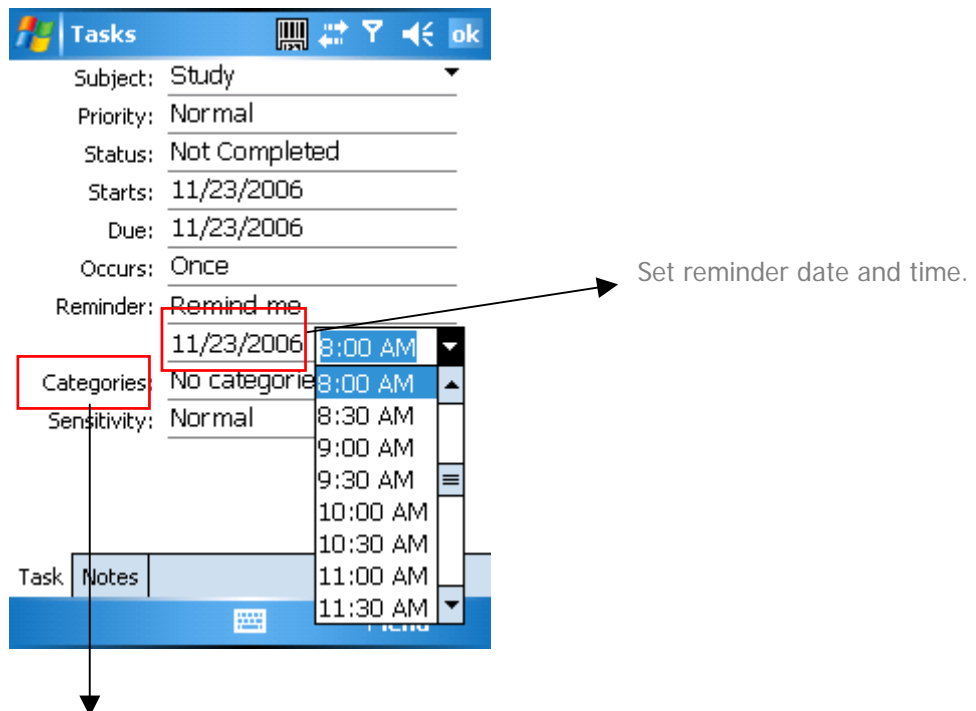 Tasks ok
Subject: Study
Priority: Normal
Status: Not Completed
Starts: 11/23/2006
Due: 11/23/2006
Occurs: Once
Set reminder date and time.
Reminder: Remind me
11/23/2006 8:00 AM
Categories: No categorie
8:00 AM
Sensitivity: Normal
8:30 AM
9:00 AM
9:30 AM
10:00 AM
10:30 AM
11:00 AM
11:30 AM
Task Notes